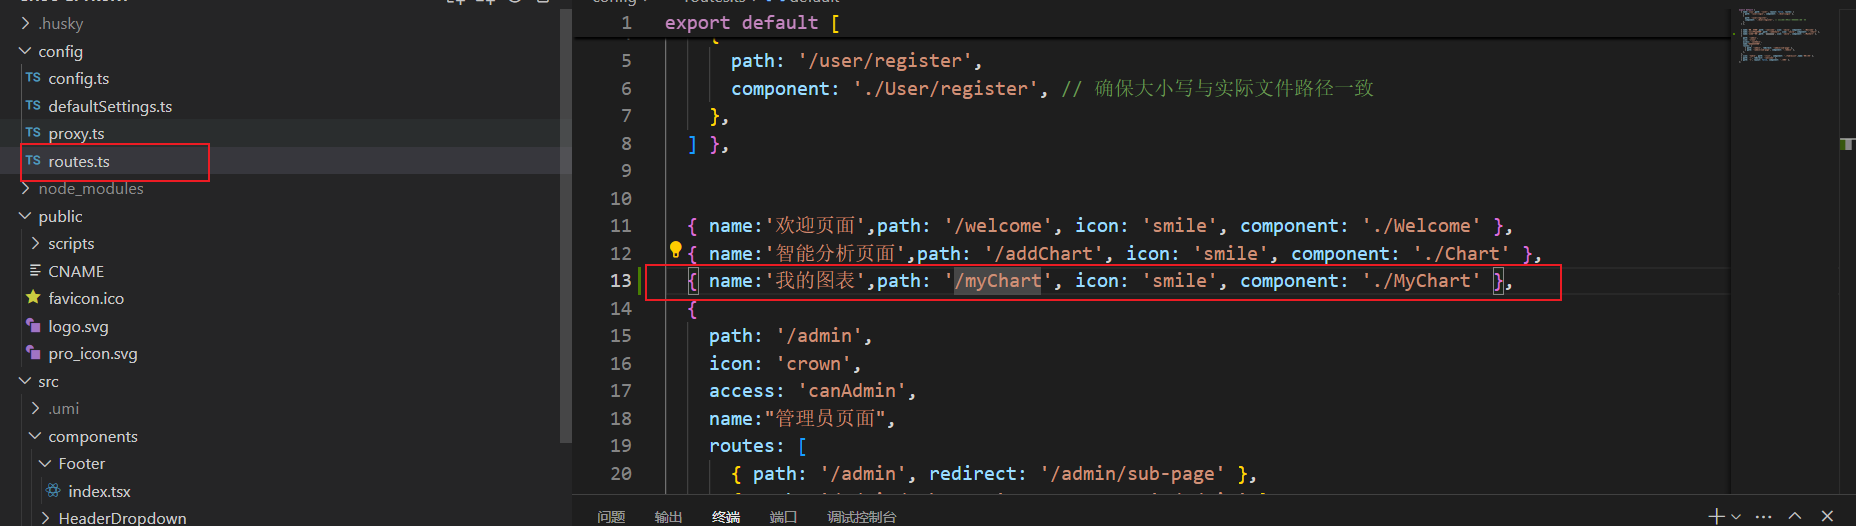 .husky
config
TS config.ts
TS defaultSettings.ts
TS proxy.ts
TS routes.ts
node_modules
public
scripts
CNAME
favicon.ico
logo.svg
pro_icon.svg
src
.umi
components
Footer
index.tsx
HeaderDropdown
1 export default [
5 path: '/user/register',
6 component: './User/register', // 确保大小写与实际文件路径一致
7 },
8 ] },
9
10
11 { name:'欢迎页面',path: '/welcome', icon: 'smile', component: './Welcome' },
12 { name:'智能分析页面',path: '/addChart', icon: 'smile', component: './Chart' },
13 { name:'我的图表',path: '/myChart', icon: 'smile', component: './MyChart' },
14 {
15 path: '/admin',
16 icon: 'crown',
17 access: 'canAdmin',
18 name:"管理员页面",
19 routes: [
20 { path: '/admin', redirect: '/admin/sub-page' },
问题 输出 终端 端口 调试控制台